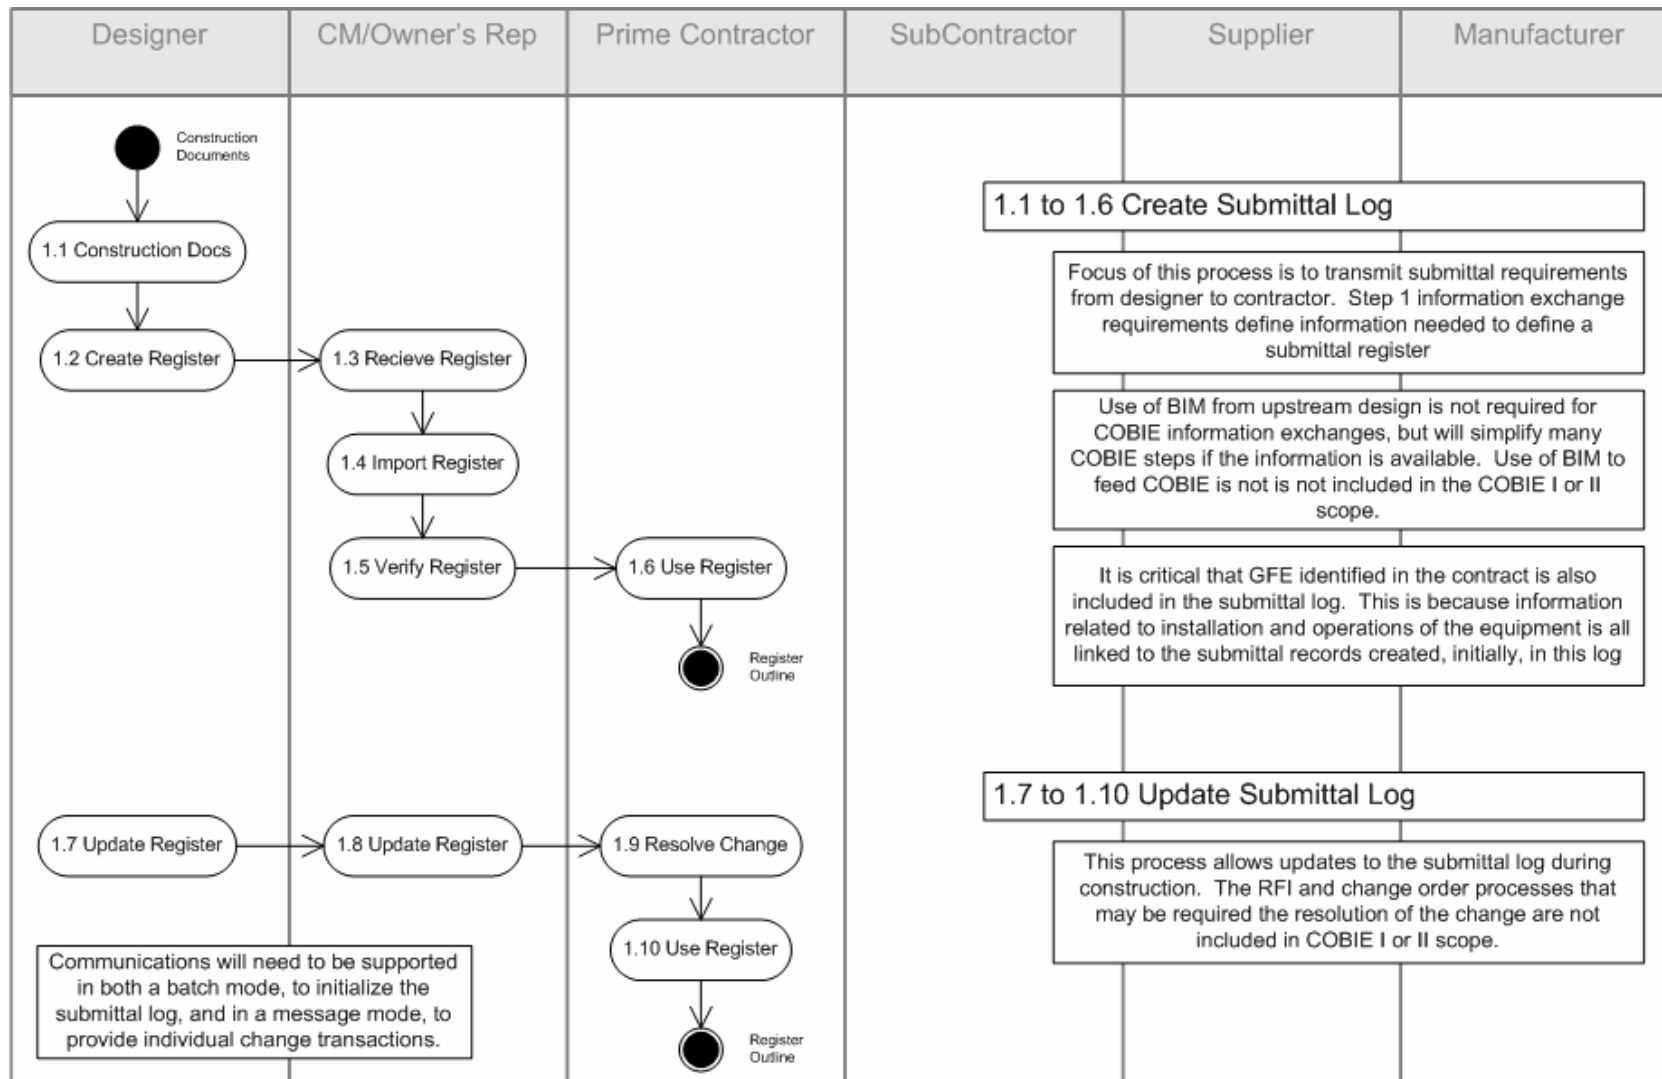 Designer
CM/Owner's Rep
Prime Contractor
SubContractor
Supplier
Manufacturer
Construction
Documents
1.1 Construction Docs
1.2 Create Register
1.3 Recieve Register
1.4 Import Register
1.5 Verify Register
1.6 Use Register
Register
Outline
1.1 to 1.6 Create Submittal Log
Focus of this process is to transmit submittal requirements
from designer to contractor.  Step 1 information exchange
requirements define information needed to define a
submittal register
Use of BIM from upstream design is not required for
COBIE information exchanges, but will simplify many
COBIE steps if the information is available.  Use of BIM to
feed COBIE is not is not included in the COBIE I or II
scope.
It is critical that GFE identified in the contract is also
included in the submittal log.  This is because information
related to installation and operations of the equipment is all
linked to the submittal records created, initially, in this log
1.7 Update Register
1.8 Update Register
1.9 Resolve Change
1.10 Use Register
Register
Outline
Communications will need to be supported
in both a batch mode, to initialize the
submittal log, and in a message mode, to
provide individual change transactions.
1.7 to 1.10 Update Submittal Log
This process allows updates to the submittal log during
construction.  The RFI and change order processes that
may be required the resolution of the change are not
included in COBIE I or II scope.